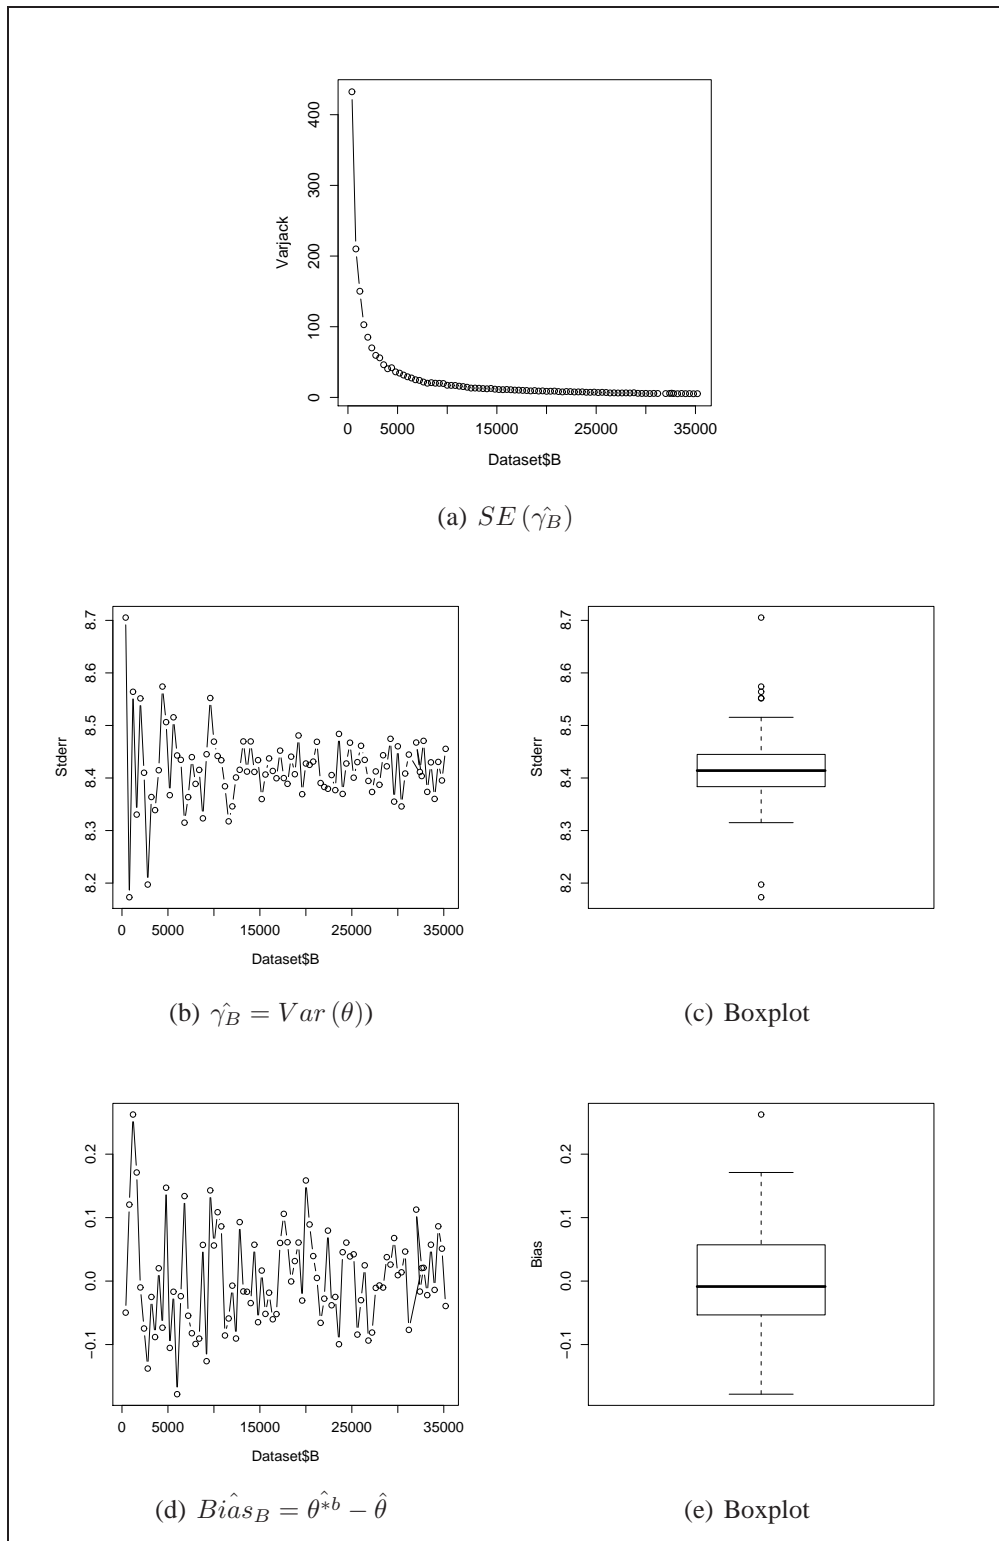 400
300
200
100
0
Varjack
0 5000 15000 25000 35000
Dataset$B
(a) SE (γ̂_B)
8.7
8.6
8.5
8.4
8.3
8.2
Stderr
0 5000 15000 25000 35000
Dataset$B
8.7
8.6
8.5
8.4
8.3
8.2
Stderr
(b) γ̂_B = Var (θ))
(c) Boxplot
0.2
0.1
0.0
−0.1
Bias
0 5000 15000 25000 35000
Dataset$B
0.2
0.1
0.0
−0.1
Bias
(d) Biâs_B = θ̂^{*b} − θ̂
(e) Boxplot